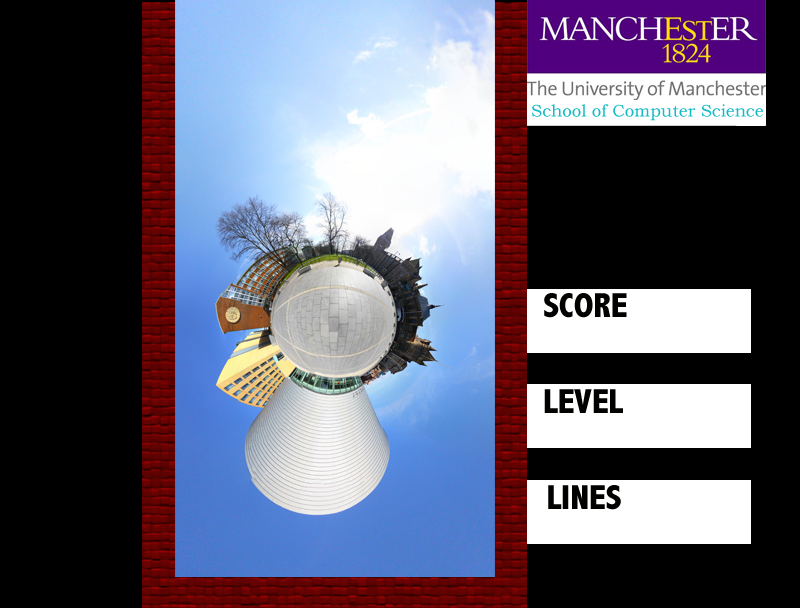 MANCHESTER
1824
The University of Manchester
School of Computer Science
SCORE
LEVEL
LINES